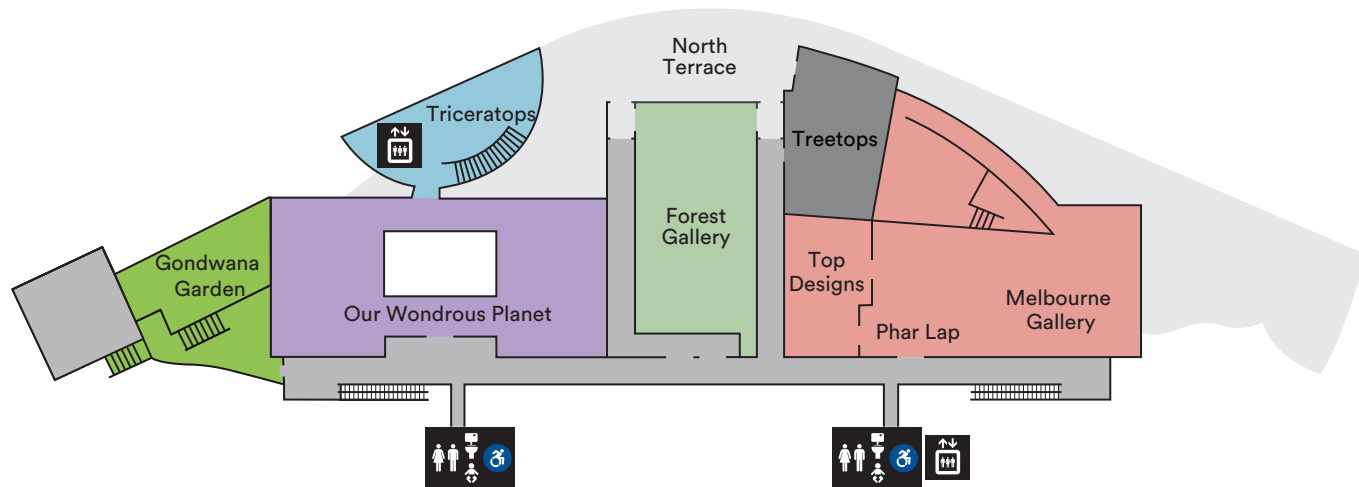 North
Terrace
Triceratops
Treetops
Forest
Gallery
Gondwana
Garden
Top
Designs
Our Wondrous Planet
Phar Lap
Melbourne
Gallery